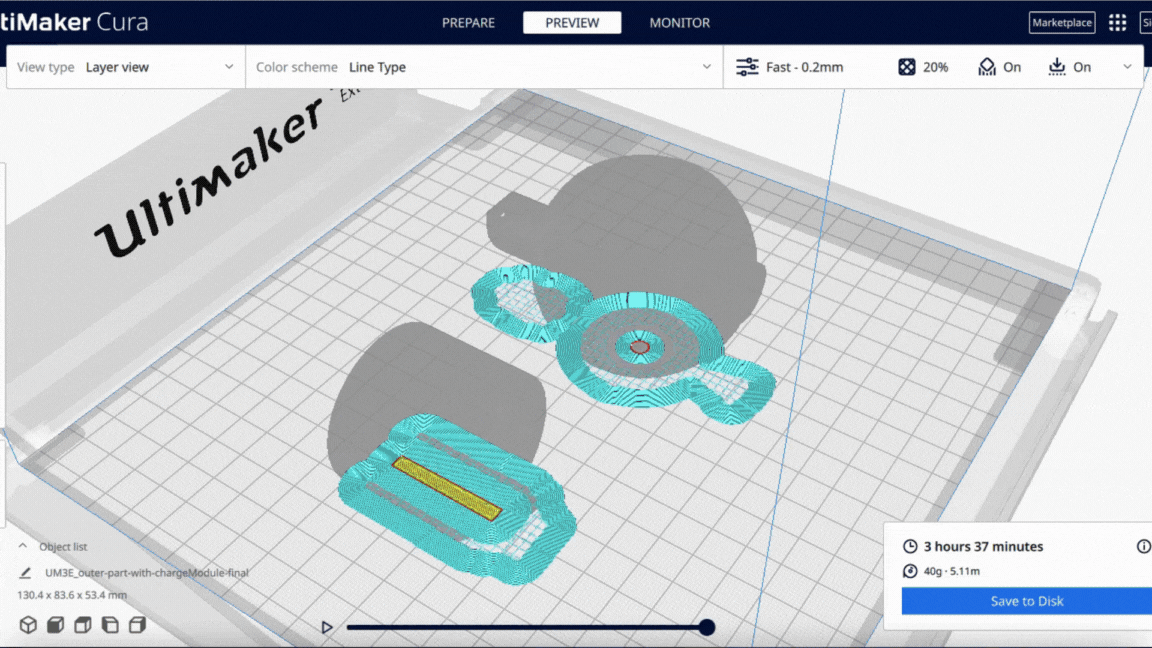 tiMaker Cura
PREPARE
PREVIEW
MONITOR
Marketplace
View type Layer view
Color scheme Line Type
Fast - 0.2mm
20%
On
On
Ultimaker
Object list
UM3E_outer-part-with-chargeModule-final
130.4 x 83.6 x 53.4 mm
3 hours 37 minutes
40g · 5.11m
Save to Disk